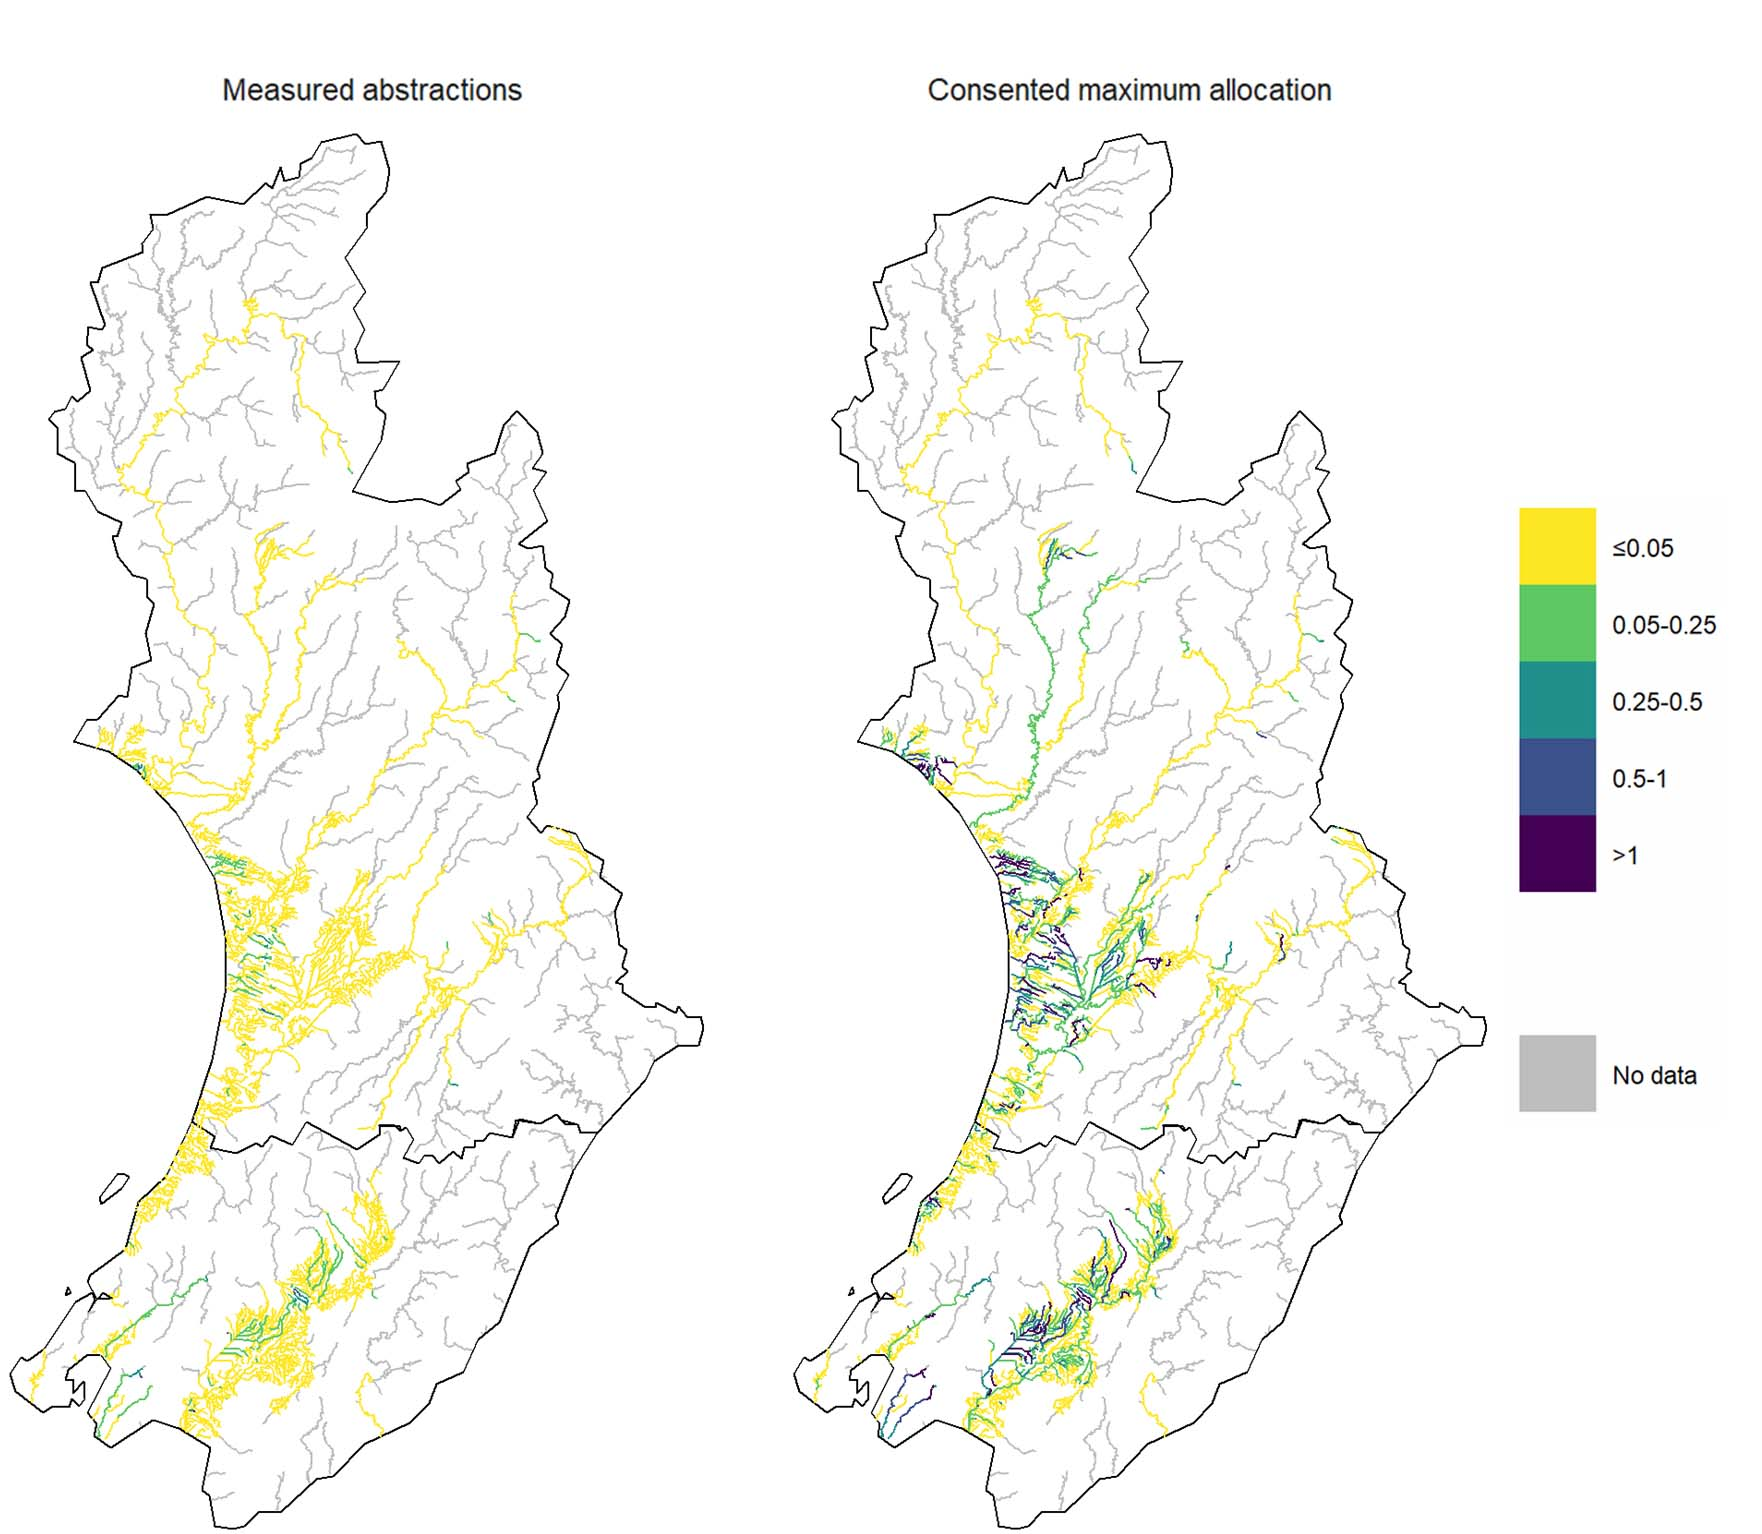 Measured abstractions
Consented maximum allocation
≤0.05
0.05-0.25
0.25-0.5
0.5-1
>1
No data